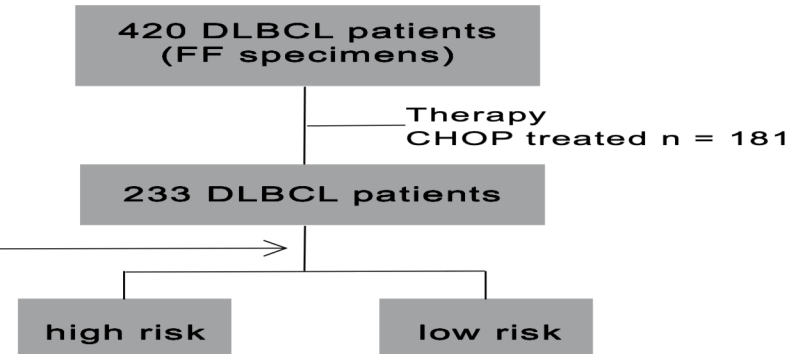 420 DLBCL patients
(FF specimens)
Therapy
CHOP treated n = 181
233 DLBCL patients
high risk
low risk